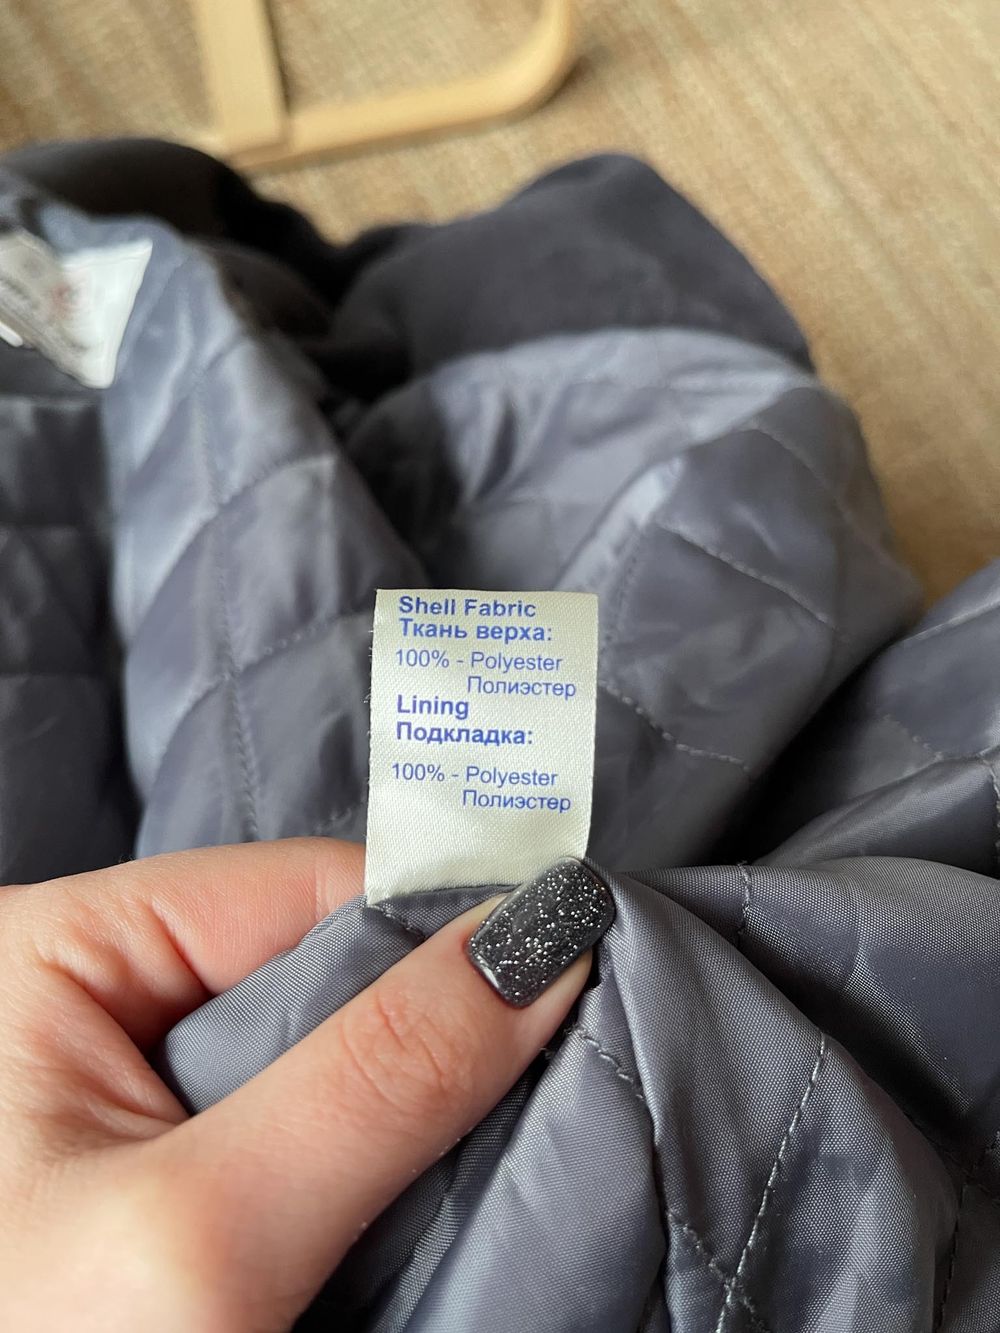 Shell Fabric
Ткань верха:
100% - Polyester
Полиэстер
Lining
Подкладка:
100% - Polyester
Полиэстер